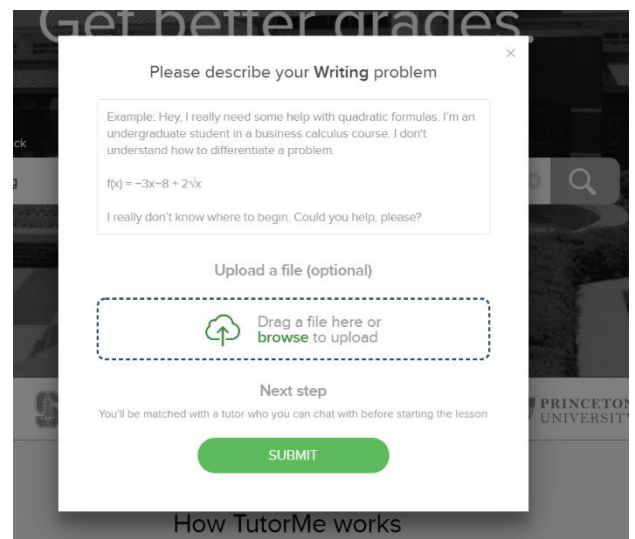 Get better grades.
×
Please describe your Writing problem
Example: Hey, I really need some help with quadratic formulas. I'm an
undergraduate student in a business calculus course. I don't
understand how to differentiate a problem.
f(x) = −3x−8 + 2√x
I really don't know where to begin. Could you help, please?
ck
g
Upload a file (optional)
Drag a file here or
browse to upload
Next step
You'll be matched with a tutor who you can chat with before starting the lesson
PRINCETON
UNIVERSITY
SUBMIT
How TutorMe works